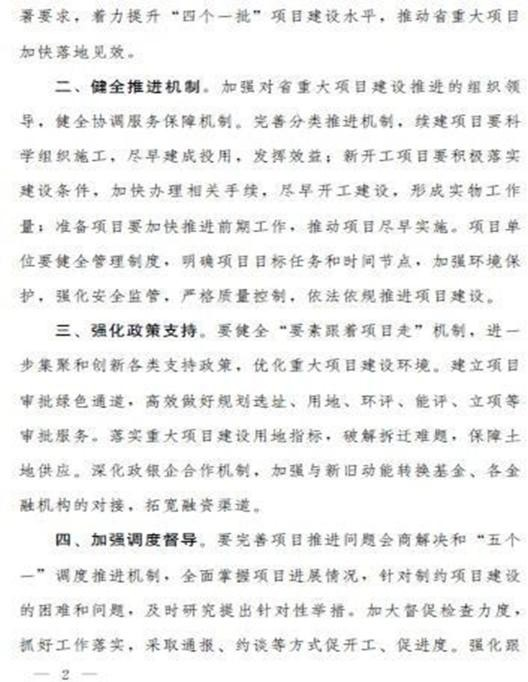 署要求，着力提升“四个一批”项目建设水平，推动省重大项目
加快落地见效。
二、健全推进机制。加强对省重大项目建设推进的组织领
导，健全协调服务保障机制。完善分类推进机制，续建项目要科
学组织施工，尽早建成投用，发挥效益；新开工项目要积极落实
建设条件，加快办理相关手续，尽早开工建设，形成实物工作
量；准备项目要加快推进前期工作，推动项目尽早实施。项目单
位要健全管理制度，明确项目目标任务和时间节点，加强环境保
护，强化安全监管，严格质量控制，依法依规推进项目建设。
三、强化政策支持。要健全“要素跟着项目走”机制，进一
步集聚和创新各类支持政策，优化重大项目建设环境。建立项目
审批绿色通道，高效做好规划选址、用地、环评、能评、立项等
审批服务。落实重大项目建设用地指标，破解拆迁难题，保障土
地供应。深化政银企合作机制，加强与新旧动能转换基金、各金
融机构的对接，拓宽融资渠道。
四、加强调度督导。要完善项目推进问题会商解决和“五个
一”调度推进机制，全面掌握项目进展情况，针对制约项目建设
的困难和问题，及时研究提出针对性举措。加大督促检查力度，
抓好工作落实，采取通报、约谈等方式促开工、促进度。强化跟
— 2 —